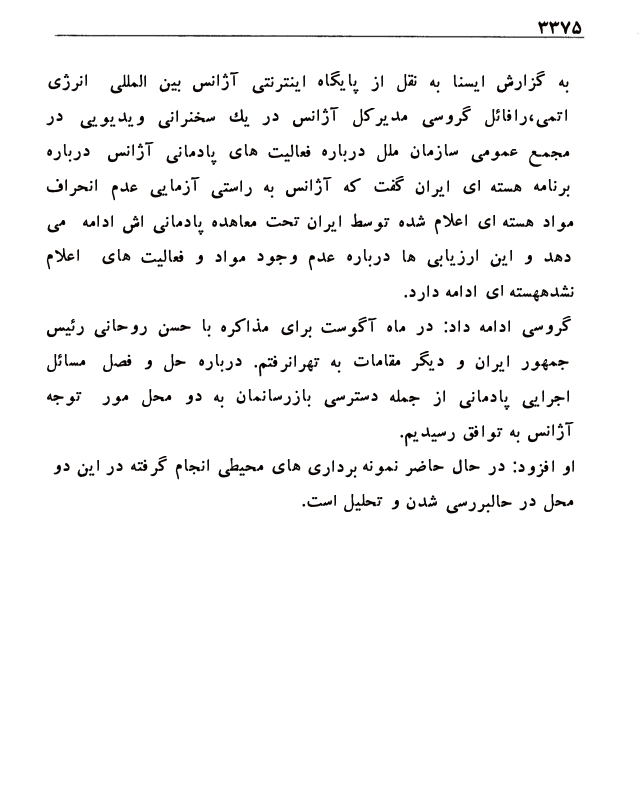 ۳۳۷۵
به گزارش ایسنا به نقل از پایگاه اینترنتی آژانس بین المللی انرژی
اتمی،رافائل گروسی مدیرکل آژانس در یك سخنرانی ویدیویی در
مجمع عمومی سازمان ملل درباره فعالیت های پادمانی آژانس درباره
برنامه هسته ای ایران گفت که آژانس به راستی آزمایی عدم انحراف
مواد هسته ای اعلام شده توسط ایران تحت معاهده پادمانی اش ادامه می
دهد و این ارزیابی ها درباره عدم وجود مواد و فعالیت های اعلام
نشدههسته ای ادامه دارد.
گروسی ادامه داد: در ماه آگوست برای مذاکره با حسن روحانی رئیس
جمهور ایران و دیگر مقامات به تهرانرفتم. درباره حل و فصل مسائل
اجرایی پادمانی از جمله دسترسی بازرسانمان به دو محل مور توجه
آژانس به توافق رسیدیم.
او افزود: در حال حاضر نمونه برداری های محیطی انجام گرفته در این دو
محل در حالبررسی شدن و تحلیل است.